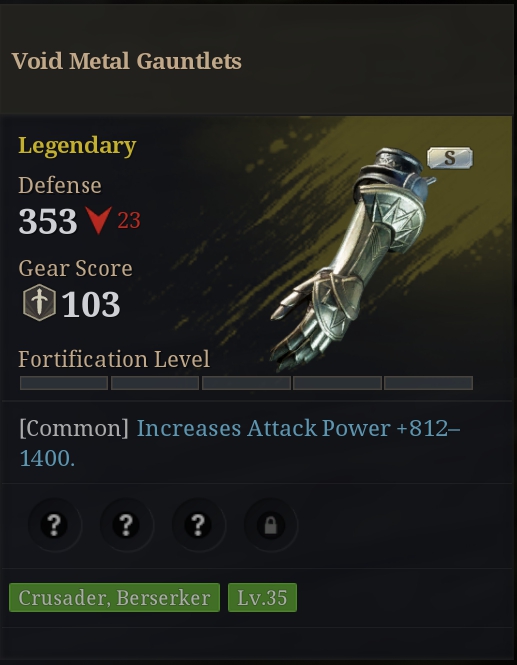 Void Metal Gauntlets
Legendary
S
Defense
353 23
Gear Score
103
Fortification Level
[Common] Increases Attack Power +812–
1400.
? ? ?
Crusader, Berserker Lv.35